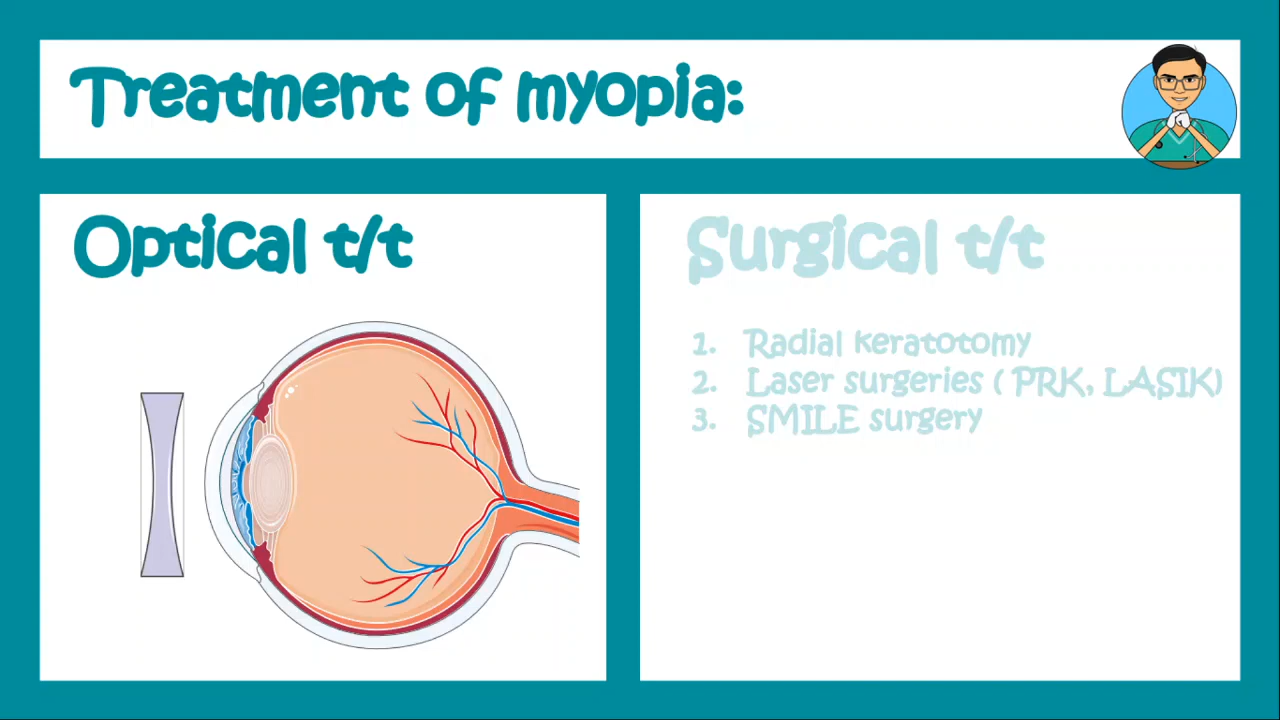 Treatment of myopia:
Optical t/t
Surgical t/t
1. Radial keratotomy
2. Laser surgeries ( PRK, LASIK)
3. SMILE surgery